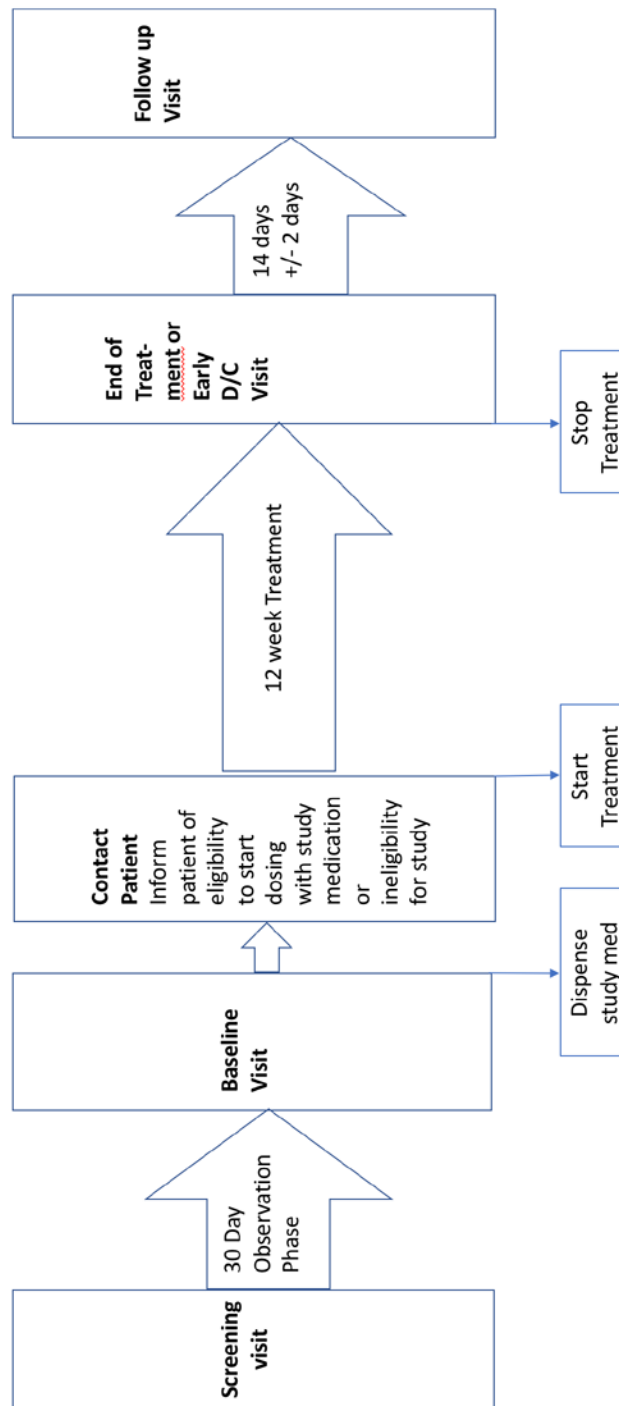 Screening
visit
30 Day
Observation
Phase
Baseline
Visit
Dispense
study med
Contact
Patient
Inform
patient of
eligibility
to start
dosing
with study
medication
or
ineligibility
for study
Start
Treatment
12 week Treatment
End of
Treat-
ment or
Early
D/C
Visit
Stop
Treatment
14 days
+/- 2 days
Follow up
Visit